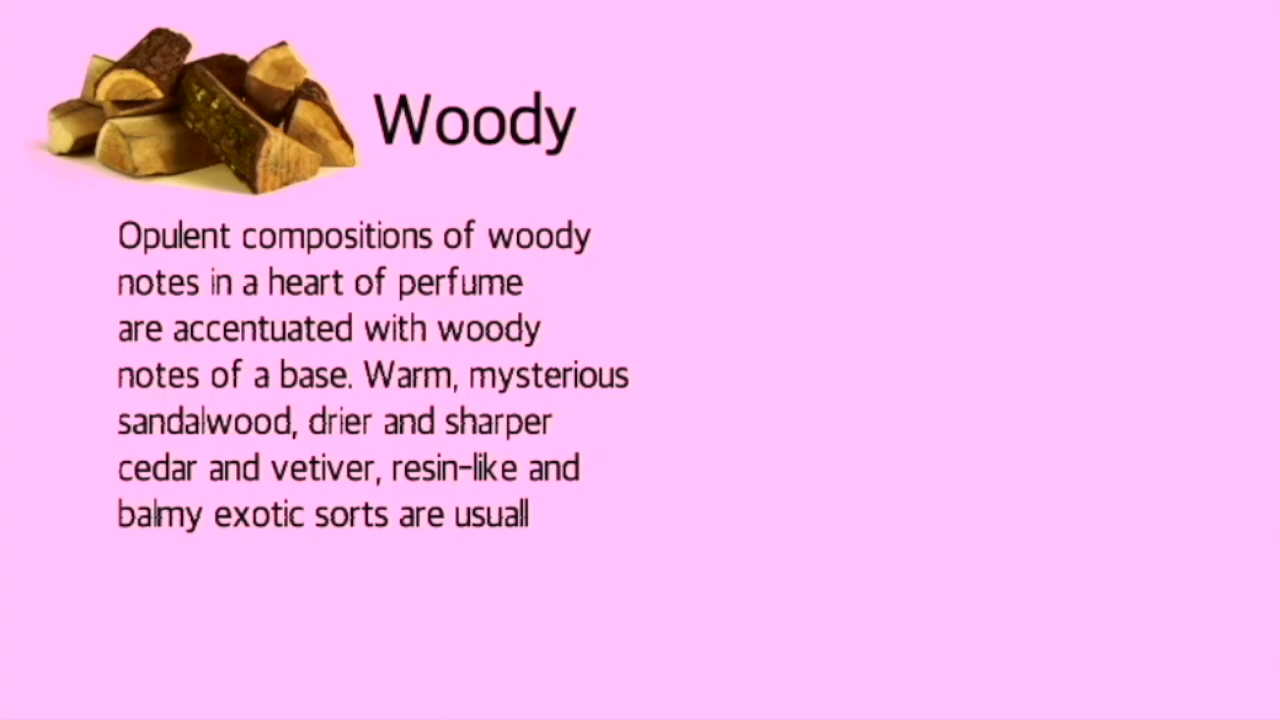 Woody
Opulent compositions of woody
notes in a heart of perfume
are accentuated with woody
notes of a base. Warm, mysterious
sandalwood, drier and sharper
cedar and vetiver, resin-like and
balmy exotic sorts are usuall